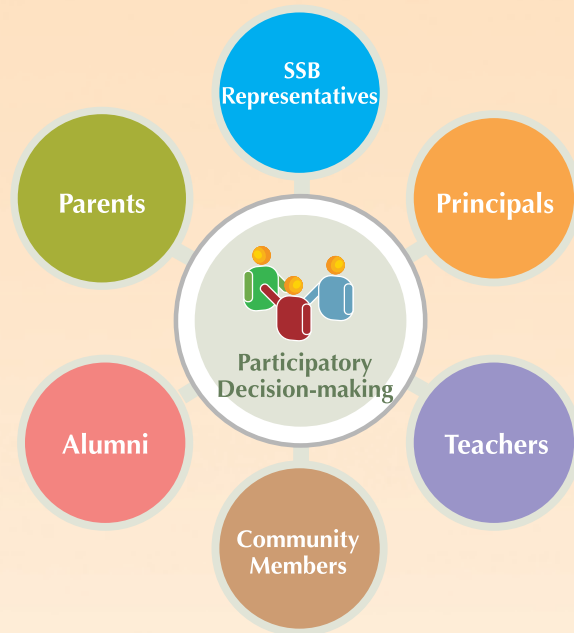 SSB
Representatives
Parents
Principals
Participatory
Decision-making
Alumni
Teachers
Community
Members